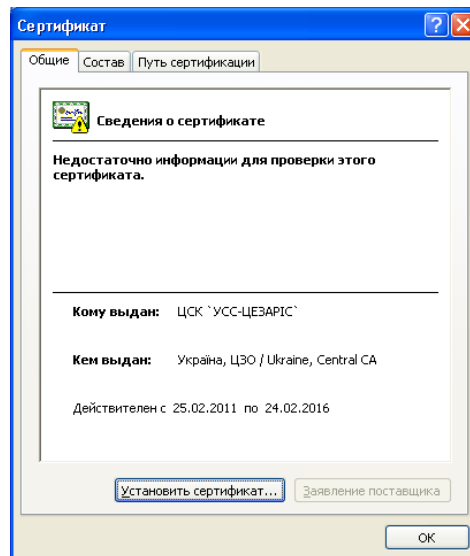 Сертификат
Общие Состав Путь сертификации
Сведения о сертификате
Недостаточно информации для проверки этого
сертификата.
Кому выдан: ЦСК `УСС-ЦЕЗАРІС`
Кем выдан: Україна, ЦЗО / Ukraine, Central CA
Действителен с 25.02.2011 по 24.02.2016
Установить сертификат... Заявление поставщика
ОК